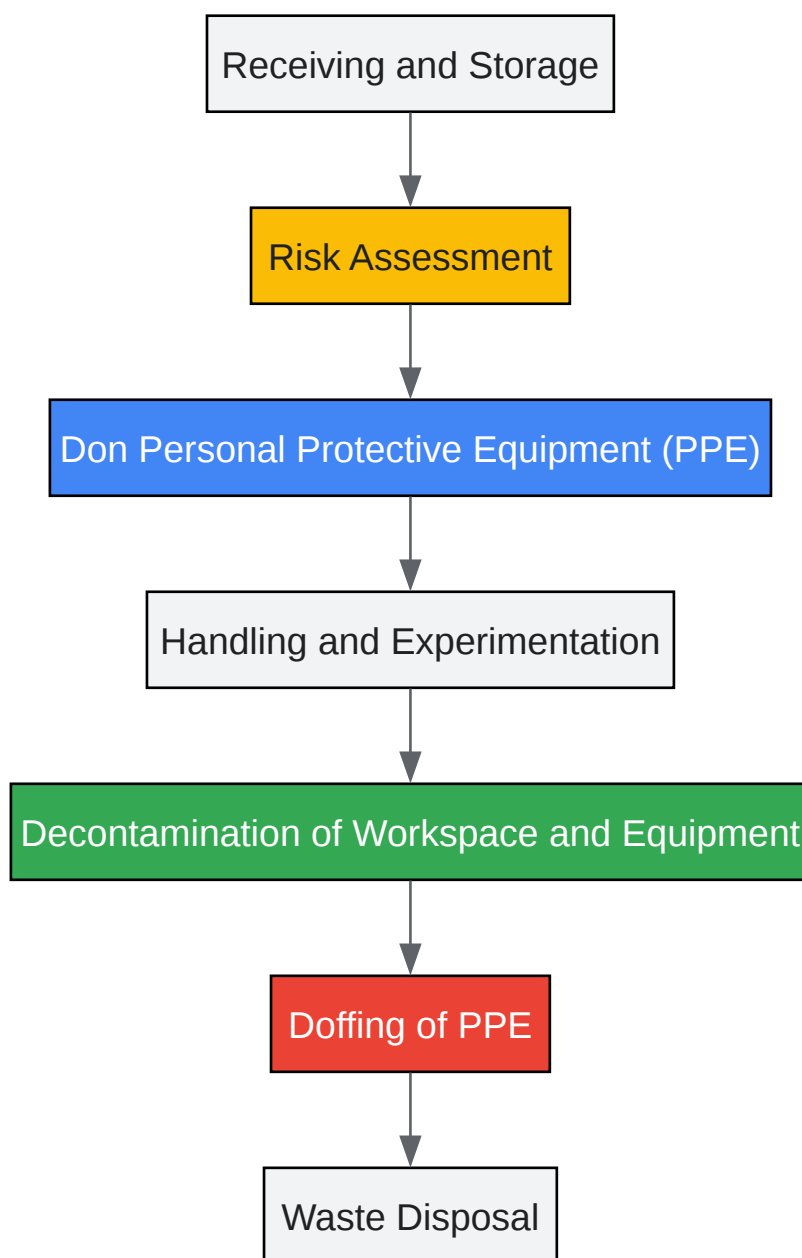 Receiving and Storage
Risk Assessment
Don Personal Protective Equipment (PPE)
Handling and Experimentation
Decontamination of Workspace and Equipment
Doffing of PPE
Waste Disposal